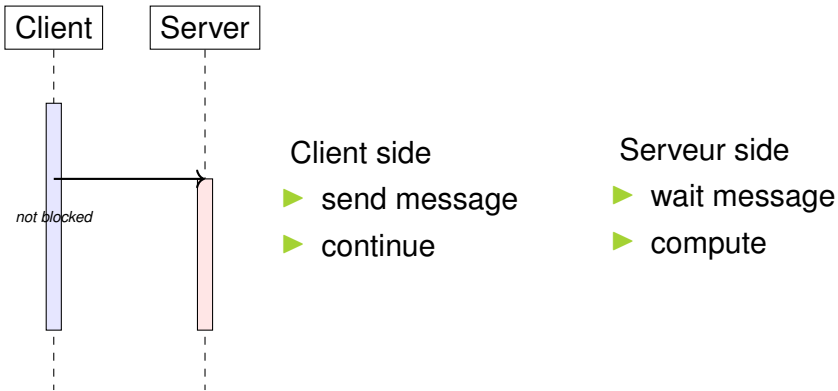 Client
Server
not blocked
Client side
send message
continue
Serveur side
wait message
compute